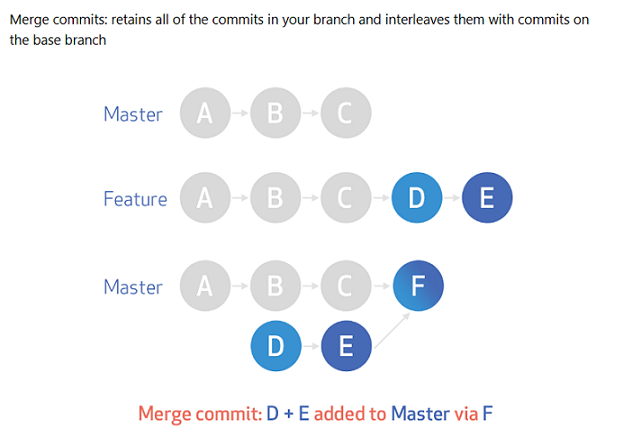 Merge commits: retains all of the commits in your branch and interleaves them with commits on
the base branch
Master A B C
Feature A B C D E
Master A B C F
D E
Merge commit: D + E added to Master via F